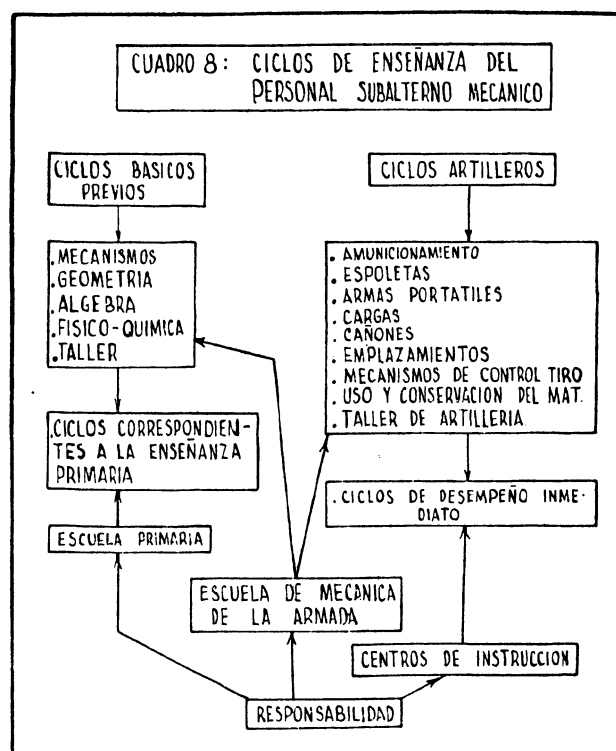 CUADRO 8: CICLOS DE ENSEÑANZA DEL
PERSONAL SUBALTERNO MECANICO
CICLOS BASICOS
PREVIOS
.MECANISMOS
.GEOMETRIA
.ALGEBRA
.FISICO-QUIMICA
.TALLER
.CICLOS CORRESPONDIEN-
TES A LA ENSEÑANZA
PRIMARIA
ESCUELA PRIMARIA
CICLOS ARTILLEROS
. AMUNICIONAMIENTO
. ESPOLETAS
. ARMAS PORTATILES
. CARGAS
. CAÑONES
. EMPLAZAMIENTOS
. MECANISMOS DE CONTROL TIRO
. USO Y CONSERVACION DEL MAT.
. TALLER DE ARTILLERIA
. CICLOS DE DESEMPEÑO INME-
DIATO
ESCUELA DE MECANICA
DE LA ARMADA
CENTROS DE INSTRUCCION
RESPONSABILIDAD